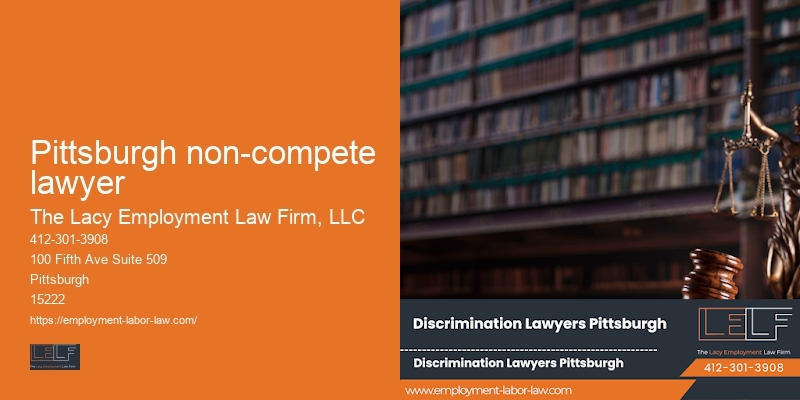 Pittsburgh non-compete
lawyer
The Lacy Employment Law Firm, LLC
412-301-3908
100 Fifth Ave Suite 509
Pittsburgh
15222
https://employment-labor-law.com/
LELF
The Lacy Employment Law Firm
Discrimination Lawyers Pittsburgh
Discrimination Lawyers Pittsburgh
www.employment-labor-law.com
LELF
The Lacy Employment Law Firm
412-301-3908